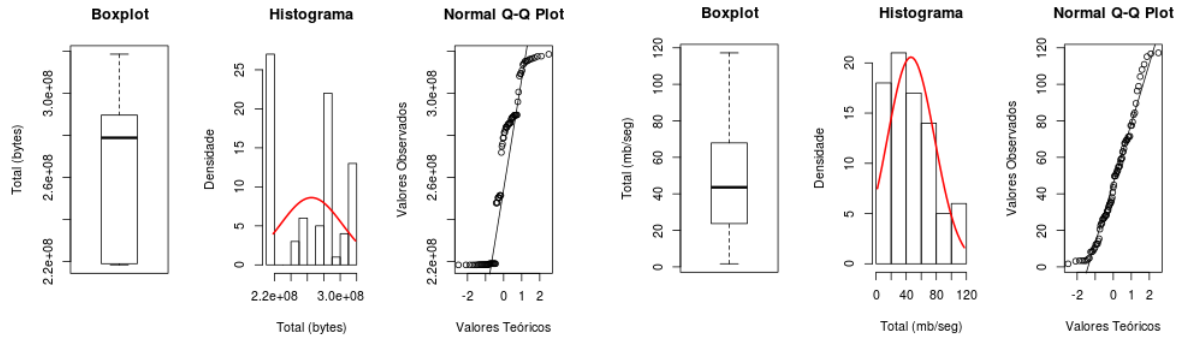 Boxplot
Histograma
Normal Q-Q Plot
Boxplot
Histograma
Normal Q-Q Plot
Total (bytes)
2.2e+08
2.6e+08
3.0e+08
Densidade
0
5
10
15
20
25
2.2e+08
3.0e+08
Total (bytes)
Valores Observados
2.2e+08
2.6e+08
3.0e+08
-2
0
1
2
Valores Teóricos
Total (mb/seg)
0
20
40
60
80
100
120
Densidade
0
5
10
15
20
0
40
80
120
Total (mb/seg)
Valores Observados
0
20
40
60
80
100
120
-2
0
1
2
Valores Teóricos